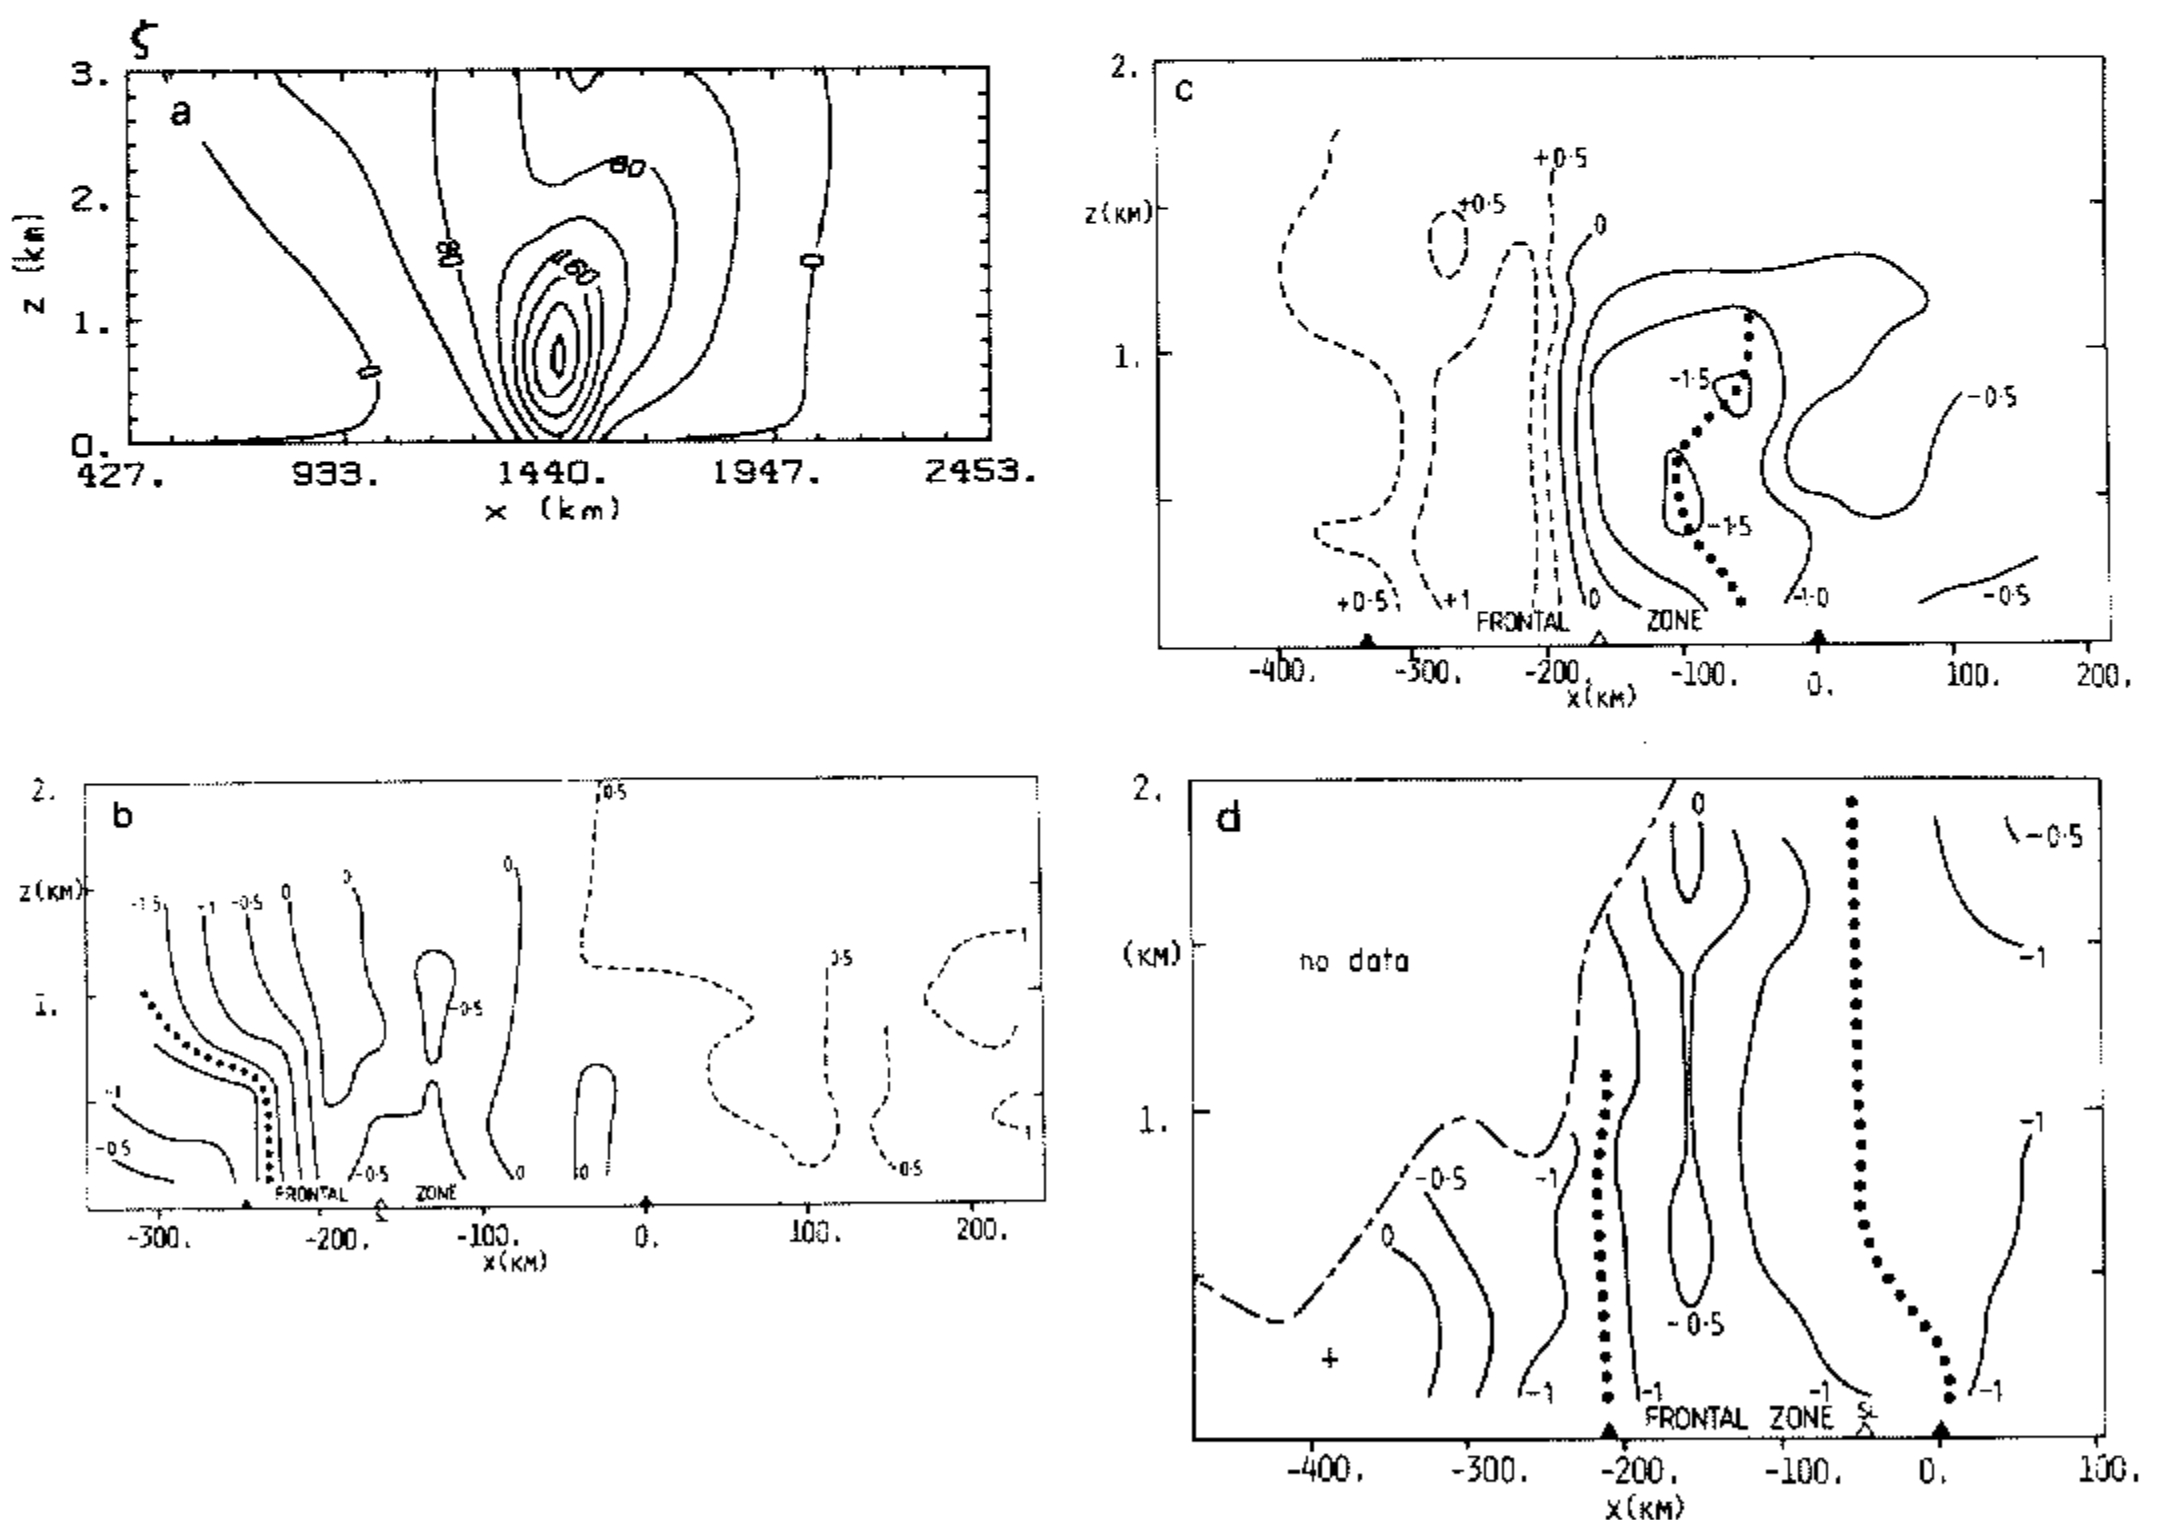 ζ
3.
a
80
2.
z (km)
80
160
0
1.
0
0.
427. 933. 1440. 1947. 2453.
x (km)
2.
c
+0.5
Z(KM)
+0.5
0
1.
-1.5
-0.5
-1.5
+0.5
+1
0
-1.0
-0.5
FRONTAL ZONE
-400. -300. -200. -100. 0. 100. 200.
X(KM)
2.
b
0.5
0
0
Z(KM)
-1.5
-1
-0.5
0
1
0.5
1.
-0.5
-1
1
-0.5
-0.5
0
0
0.5
FRONTAL ZONE
-300. -200. -100. 0. 100. 200.
X(KM)
2.
d
0
-0.5
(KM)
no data
-1
1.
-1
-0.5
-1
0
-0.5
+
-1
-1
-1
-1
FRONTAL ZONE
SL
-400. -300. -200. -100. 0. 100.
X(KM)